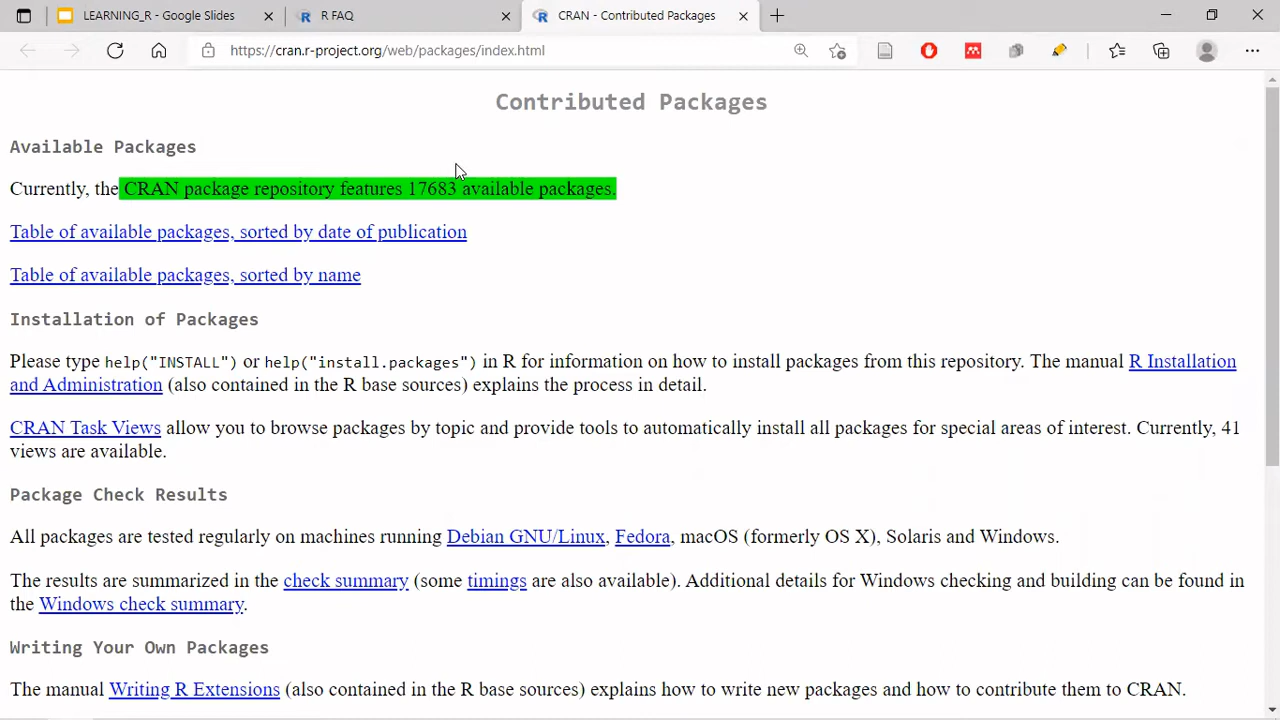 LEARNING_R - Google Slides
R FAQ
CRAN - Contributed Packages
https://cran.r-project.org/web/packages/index.html
Contributed Packages
Available Packages
Currently, the CRAN package repository features 17683 available packages.
Table of available packages, sorted by date of publication
Table of available packages, sorted by name
Installation of Packages
Please type help("INSTALL") or help("install.packages") in R for information on how to install packages from this repository. The manual R Installation
and Administration (also contained in the R base sources) explains the process in detail.
CRAN Task Views allow you to browse packages by topic and provide tools to automatically install all packages for special areas of interest. Currently, 41
views are available.
Package Check Results
All packages are tested regularly on machines running Debian GNU/Linux, Fedora, macOS (formerly OS X), Solaris and Windows.
The results are summarized in the check summary (some timings are also available). Additional details for Windows checking and building can be found in
the Windows check summary.
Writing Your Own Packages
The manual Writing R Extensions (also contained in the R base sources) explains how to write new packages and how to contribute them to CRAN.